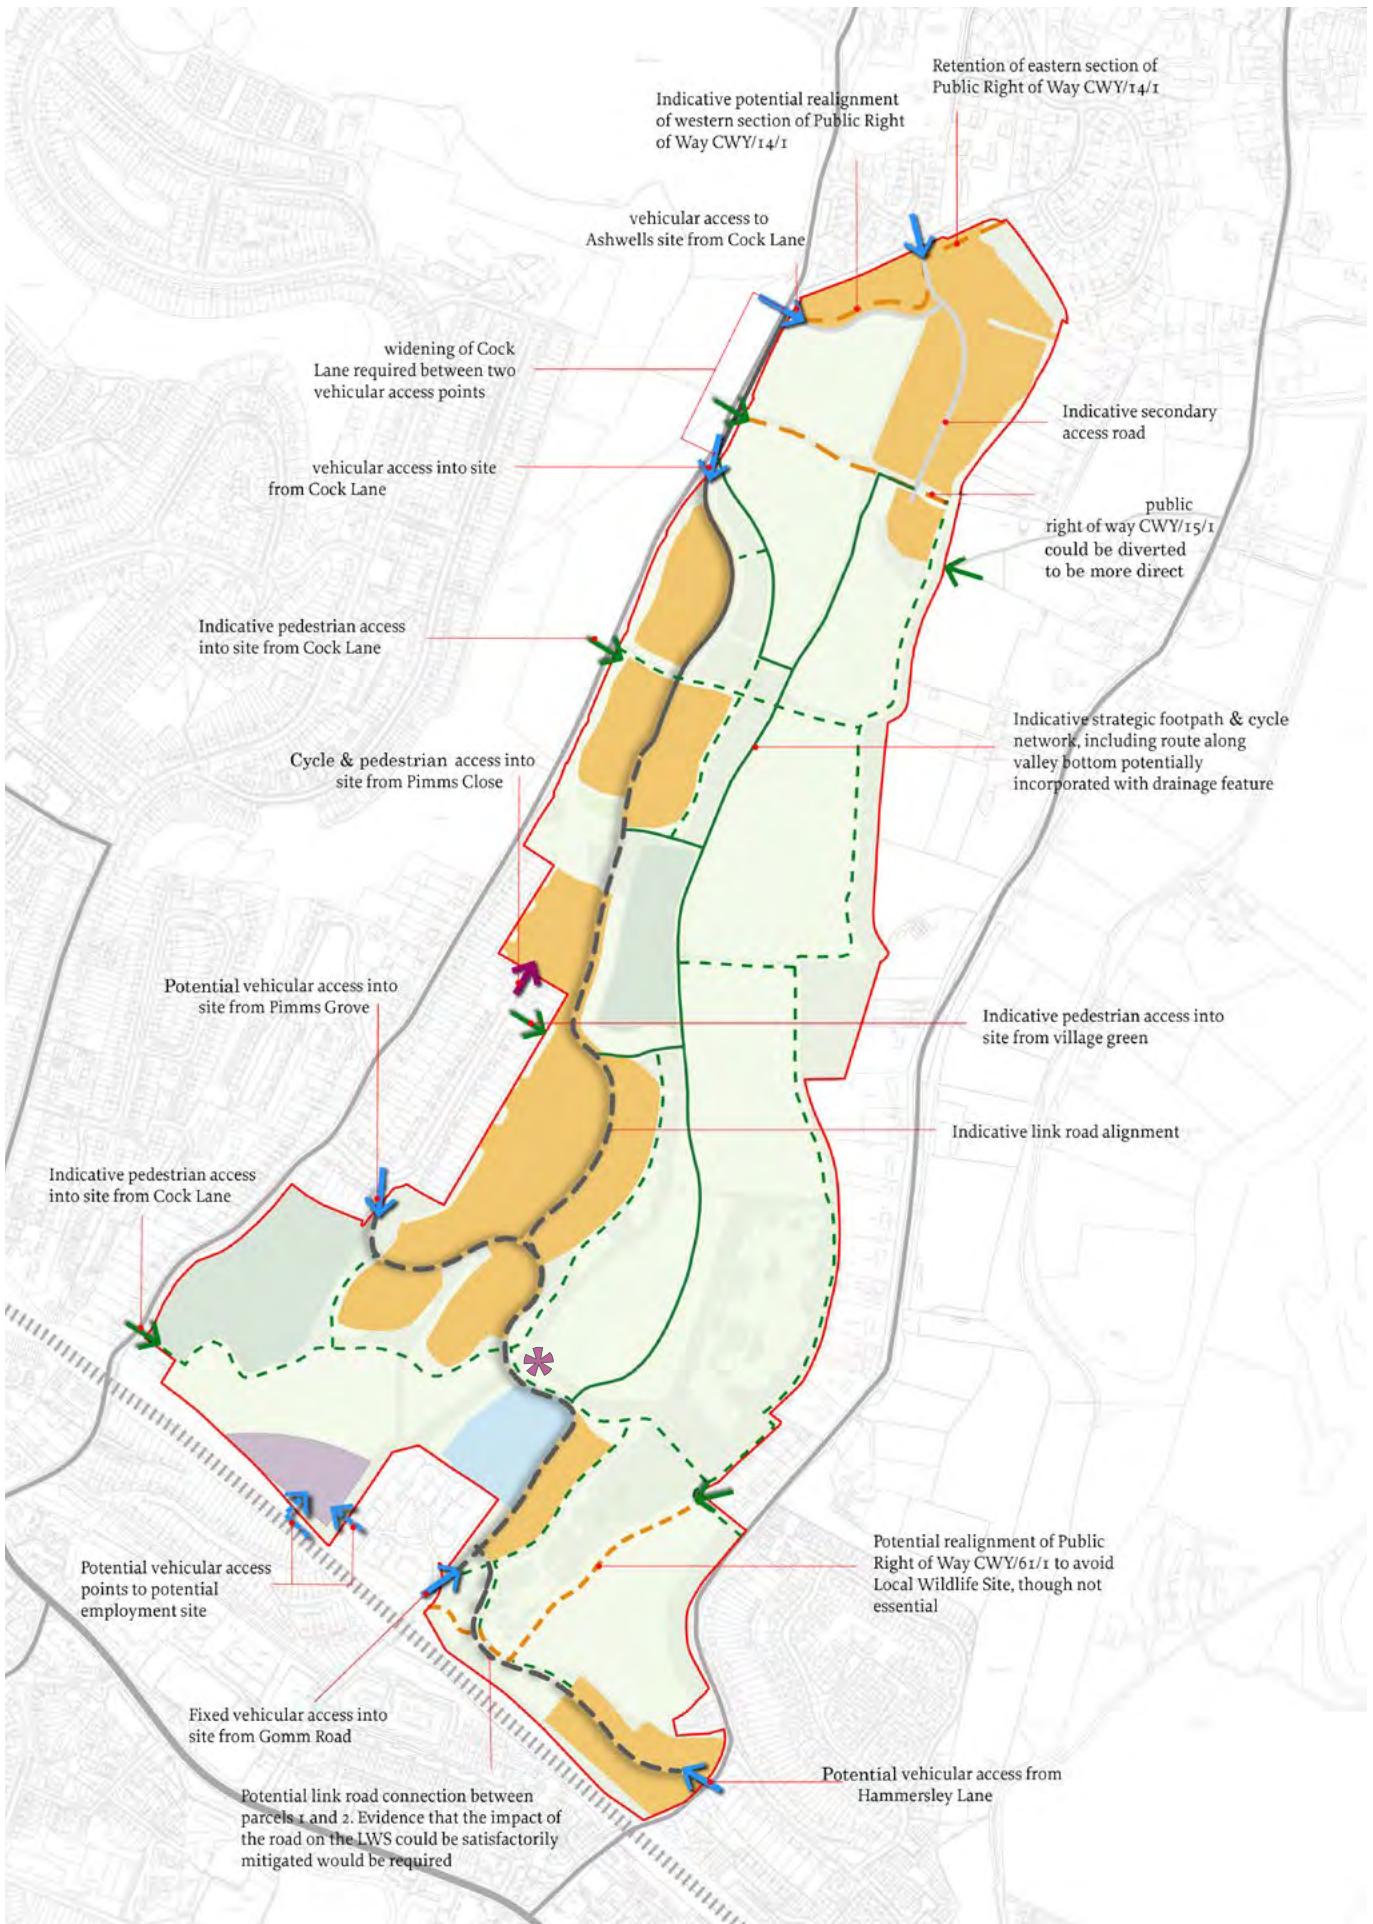 Retention of eastern section of
Public Right of Way CWY/14/1
Indicative potential realignment
of western section of Public Right
of Way CWY/14/1
vehicular access to
Ashwells site from Cock Lane
widening of Cock
Lane required between two
vehicular access points
Indicative secondary
access road
vehicular access into site
from Cock Lane
public
right of way CWY/15/1
could be diverted
to be more direct
Indicative pedestrian access
into site from Cock Lane
Indicative strategic footpath & cycle
network, including route along
valley bottom potentially
incorporated with drainage feature
Cycle & pedestrian access into
site from Pimms Close
Potential vehicular access into
site from Pimms Grove
Indicative pedestrian access into
site from village green
Indicative link road alignment
Indicative pedestrian access
into site from Cock Lane
Potential realignment of Public
Right of Way CWY/61/1 to avoid
Local Wildlife Site, though not
essential
Potential vehicular access
points to potential
employment site
Fixed vehicular access into
site from Gomm Road
Potential vehicular access from
Hammersley Lane
Potential link road connection between
parcels 1 and 2. Evidence that the impact of
the road on the LWS could be satisfactorily
mitigated would be required